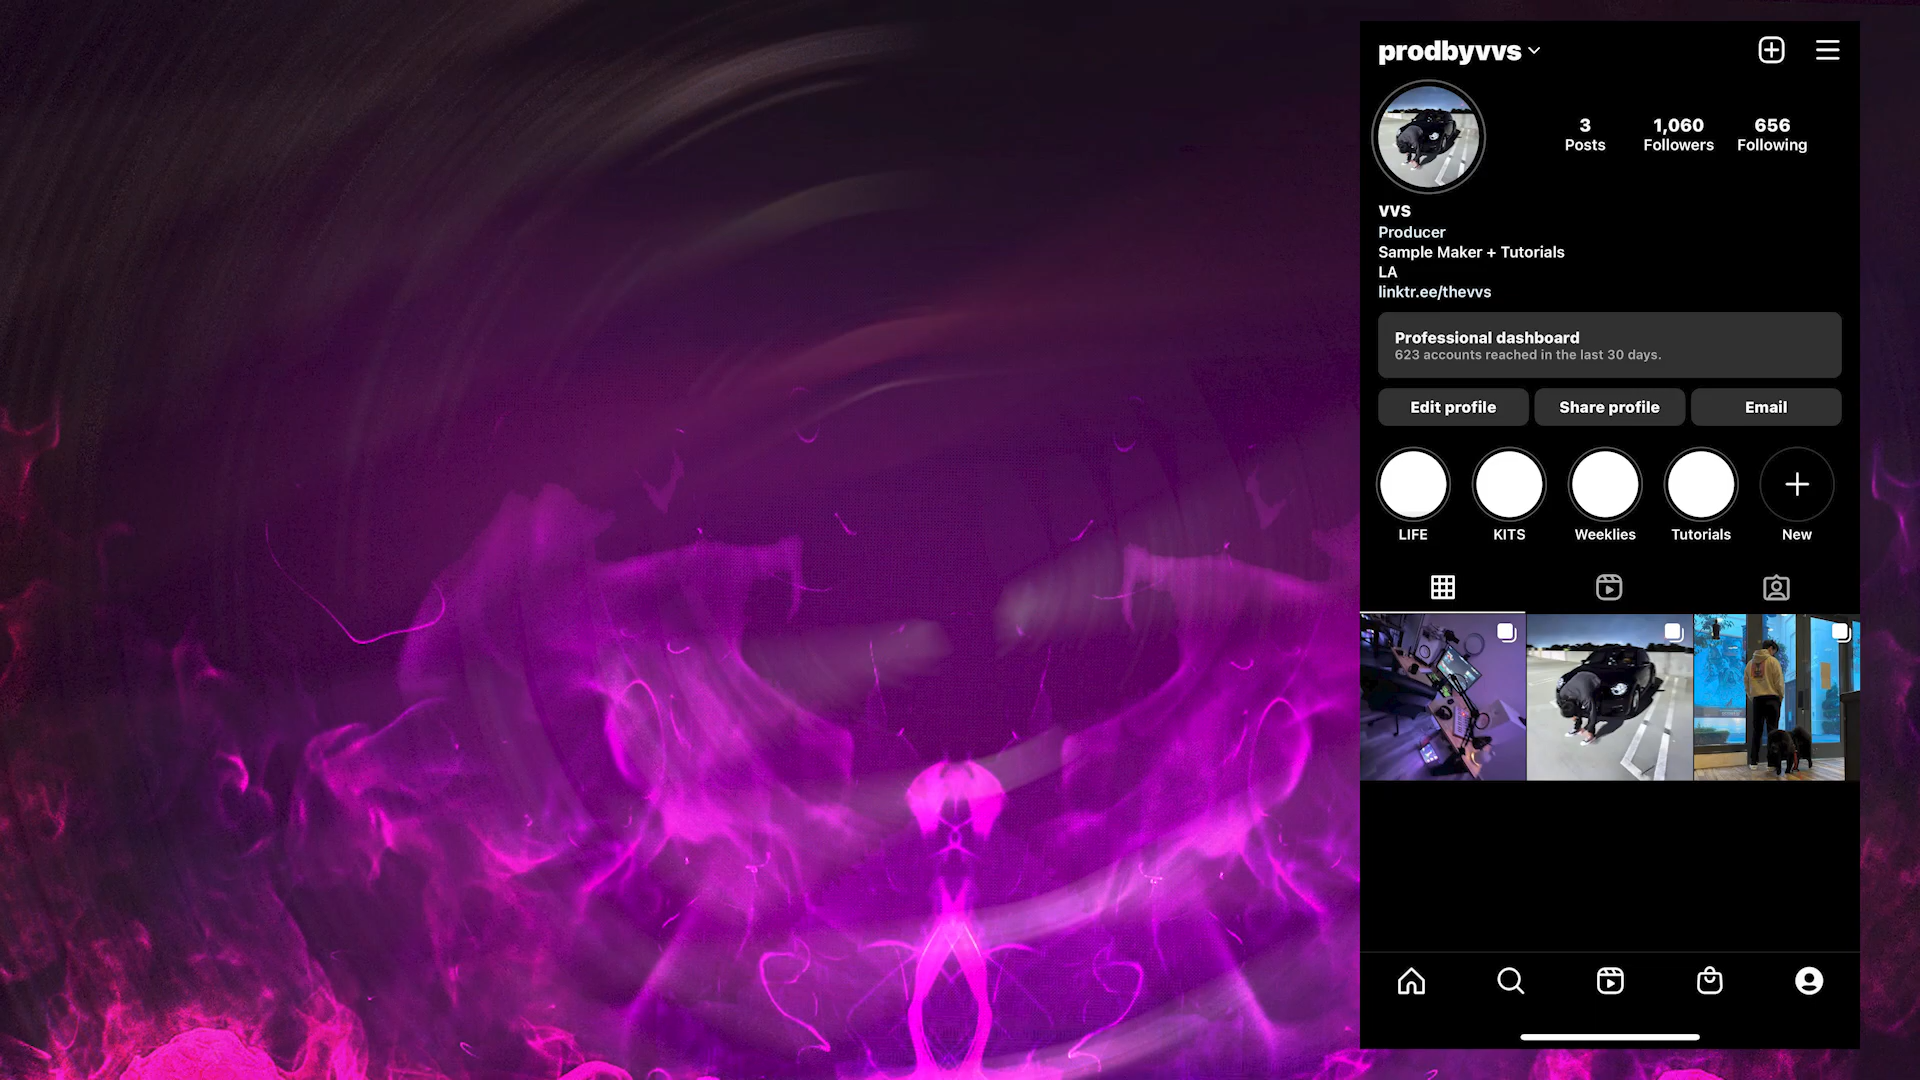 prodbyvvs
3 1,060 656
Posts Followers Following
vvs
Producer
Sample Maker + Tutorials
LA
linktr.ee/thevvs
Professional dashboard
623 accounts reached in the last 30 days.
Edit profile Share profile Email
LIFE KITS Weeklies Tutorials New